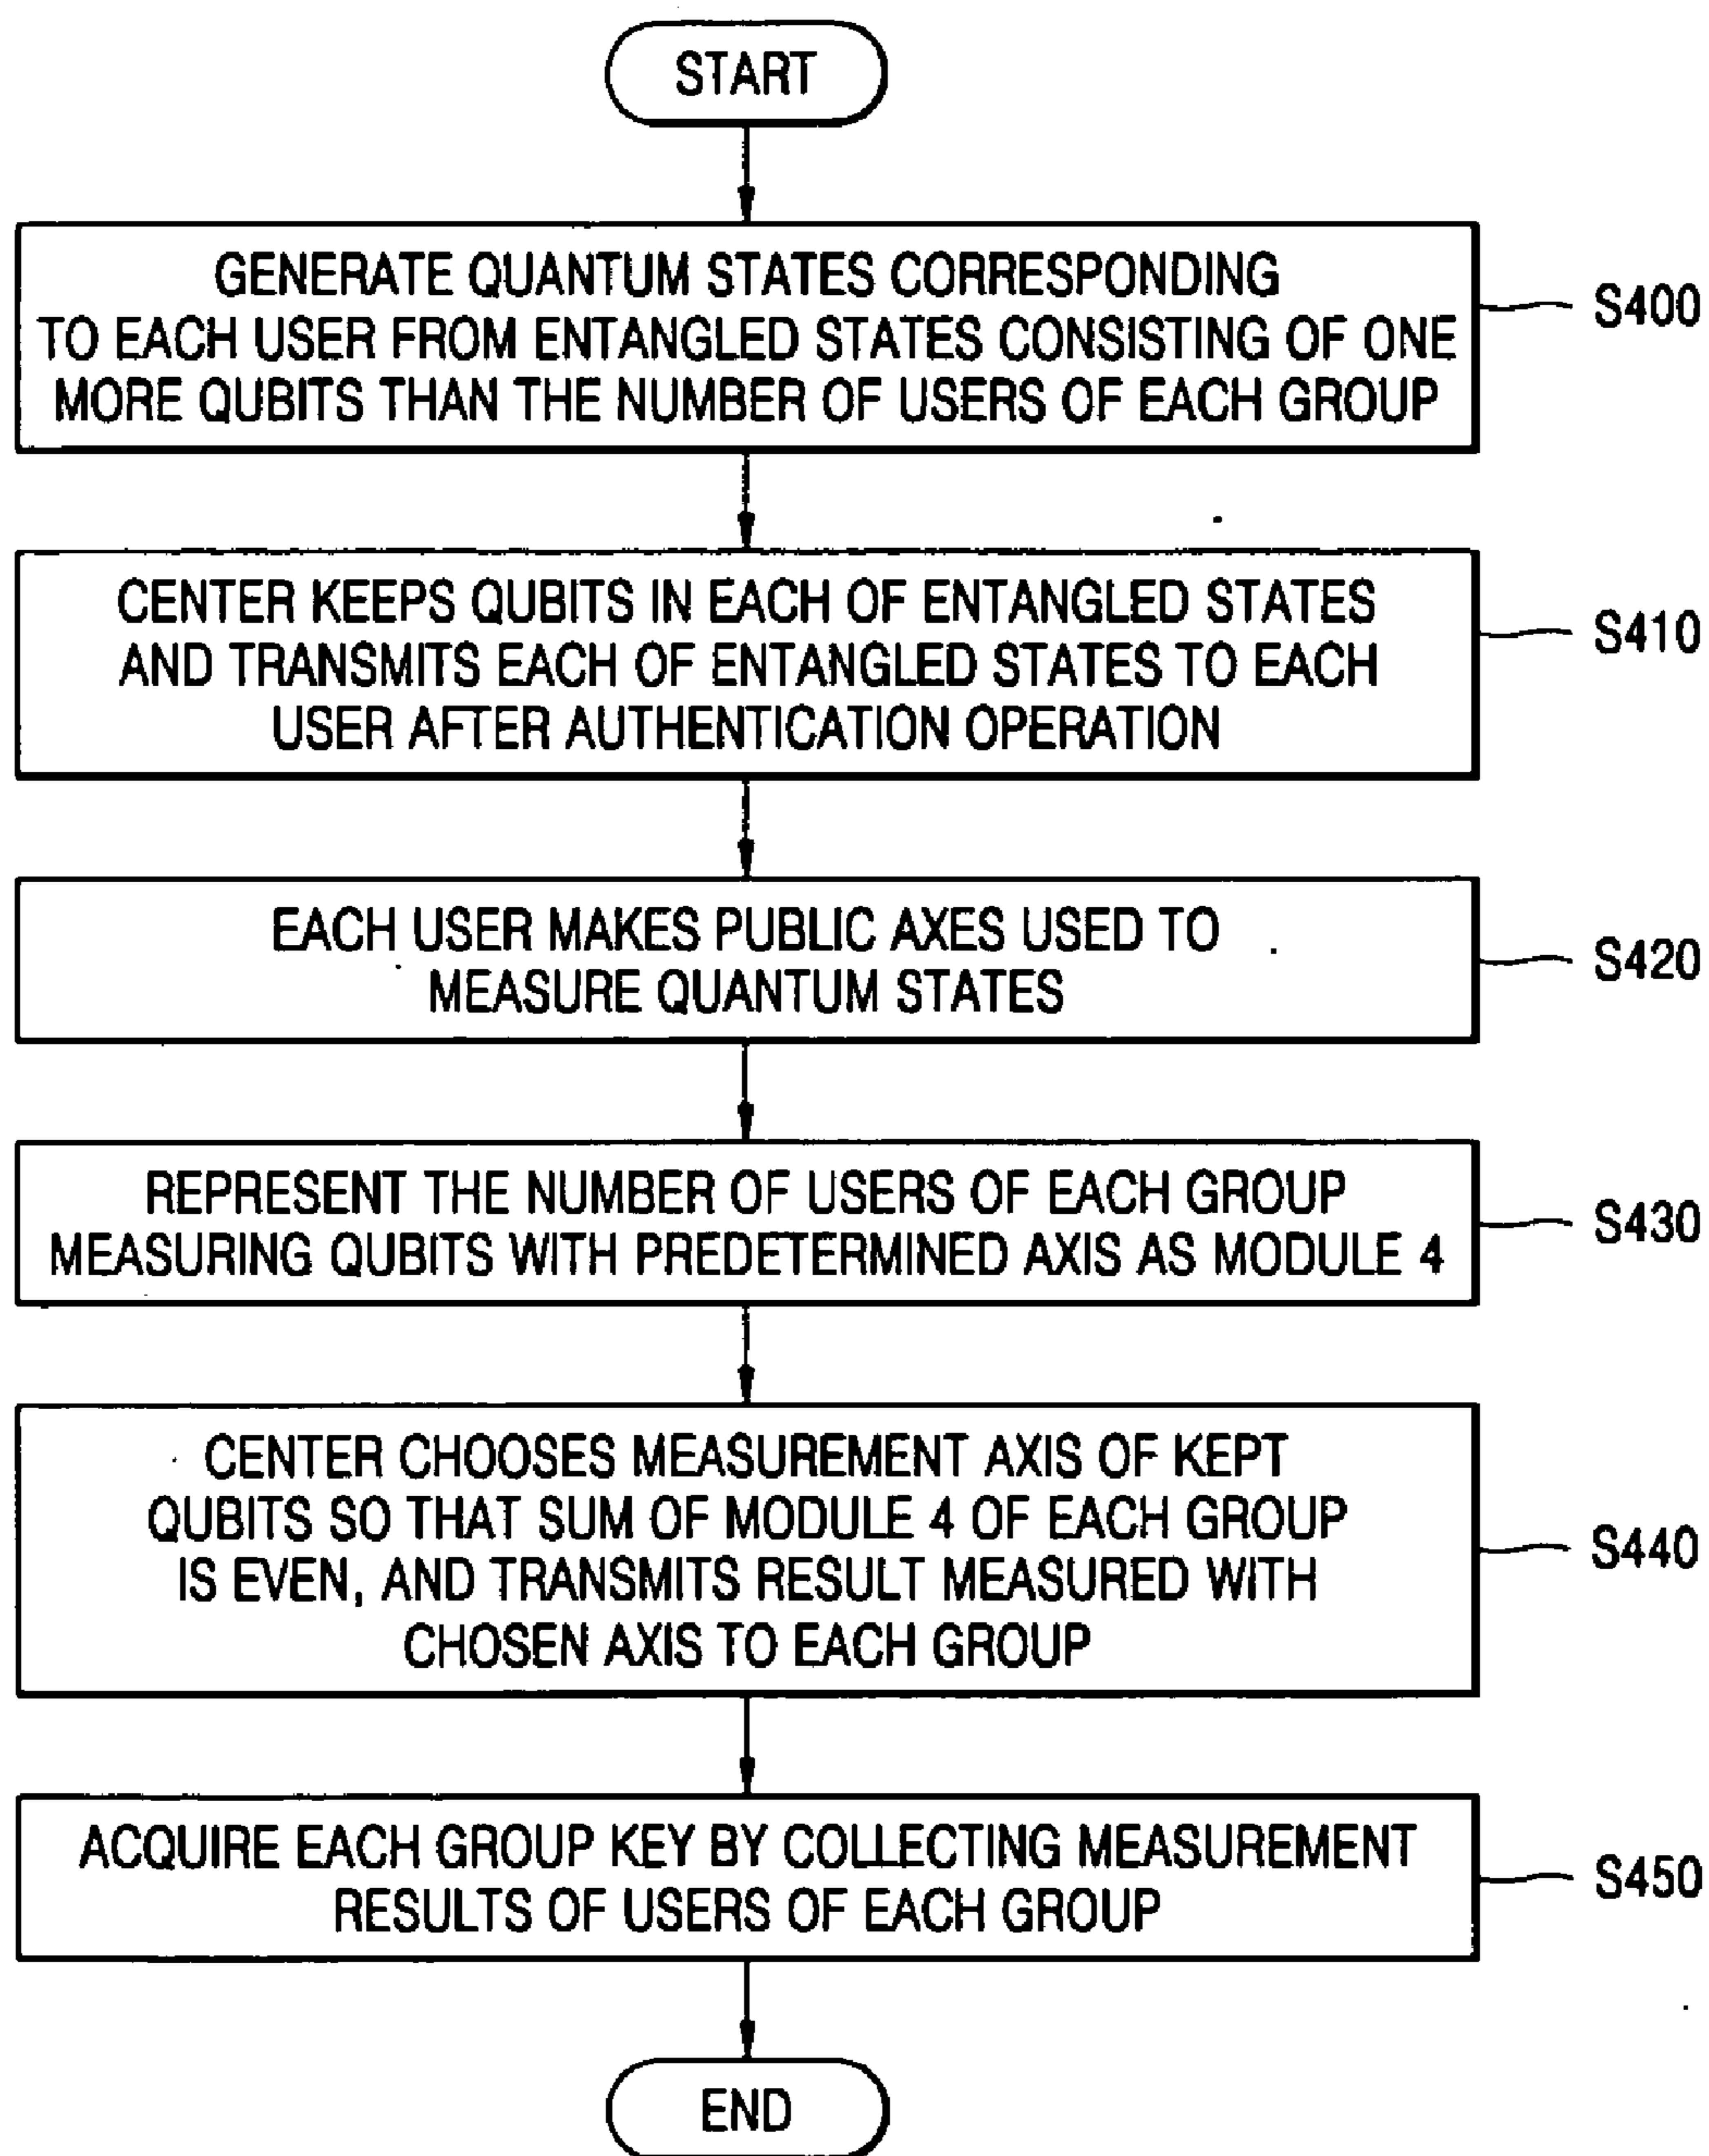 START
GENERATE QUANTUM STATES CORRESPONDING
TO EACH USER FROM ENTANGLED STATES CONSISTING OF ONE
MORE QUBITS THAN THE NUMBER OF USERS OF EACH GROUP
S400
CENTER KEEPS QUBITS IN EACH OF ENTANGLED STATES
AND TRANSMITS EACH OF ENTANGLED STATES TO EACH
USER AFTER AUTHENTICATION OPERATION
S410
EACH USER MAKES PUBLIC AXES USED TO
MEASURE QUANTUM STATES
S420
REPRESENT THE NUMBER OF USERS OF EACH GROUP
MEASURING QUBITS WITH PREDETERMINED AXIS AS MODULE 4
S430
CENTER CHOOSES MEASUREMENT AXIS OF KEPT
QUBITS SO THAT SUM OF MODULE 4 OF EACH GROUP
IS EVEN, AND TRANSMITS RESULT MEASURED WITH
CHOSEN AXIS TO EACH GROUP
S440
ACQUIRE EACH GROUP KEY BY COLLECTING MEASUREMENT
RESULTS OF USERS OF EACH GROUP
S450
END